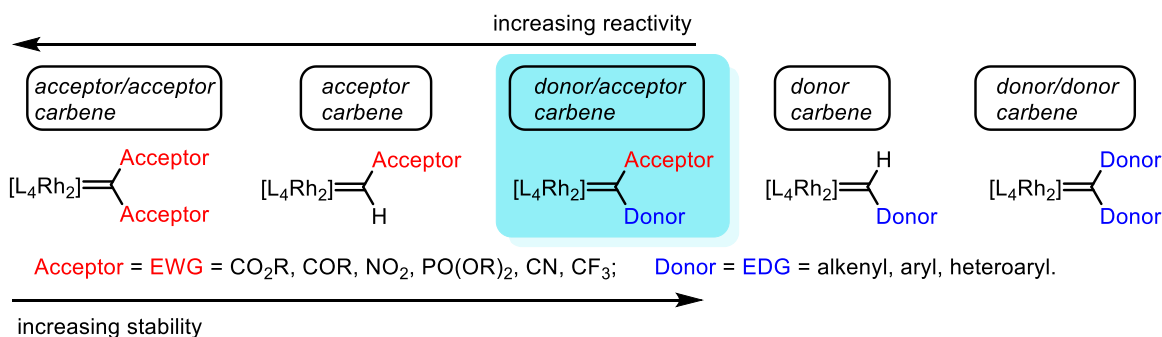 increasing reactivity
acceptor/acceptor
carbene
acceptor
carbene
donor/acceptor
carbene
donor
carbene
donor/donor
carbene
Acceptor
[L₄Rh₂]
Acceptor
Acceptor
[L₄Rh₂]
H
Acceptor
[L₄Rh₂]
Donor
H
[L₄Rh₂]
Donor
Donor
[L₄Rh₂]
Donor
Acceptor = EWG = CO₂R, COR, NO₂, PO(OR)₂, CN, CF₃; Donor = EDG = alkenyl, aryl, heteroaryl.
increasing stability